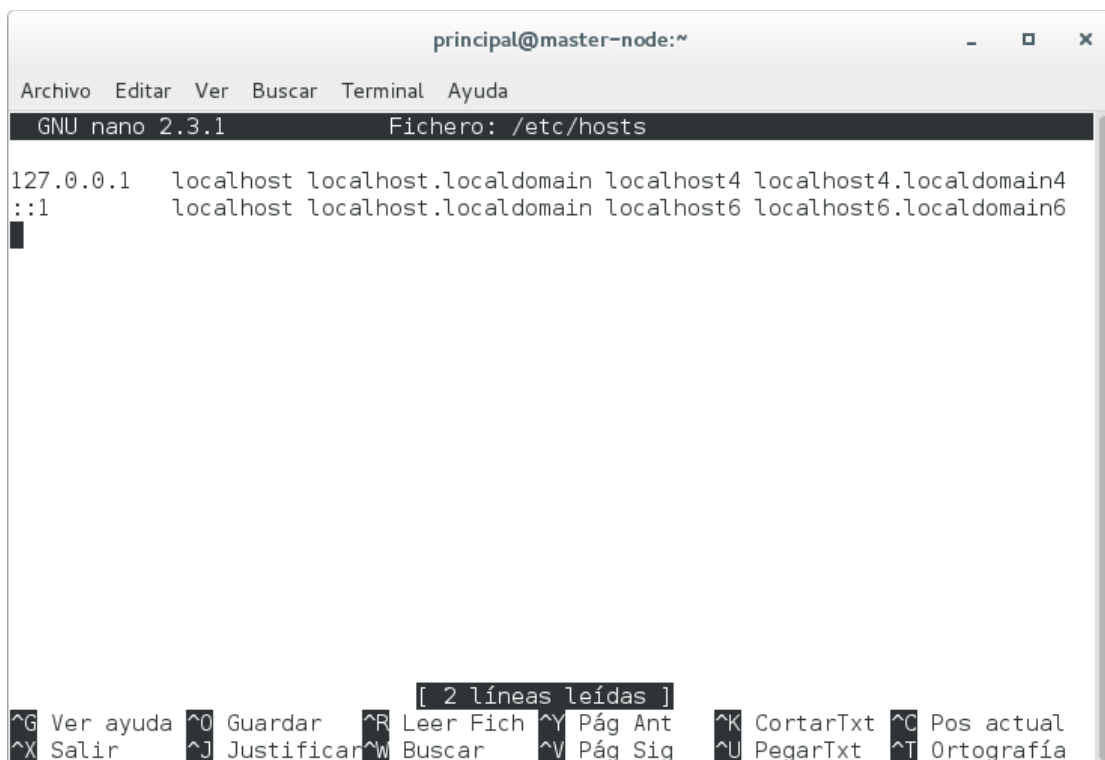 principal@master-node:~
Archivo Editar Ver Buscar Terminal Ayuda
GNU nano 2.3.1 Fichero: /etc/hosts
127.0.0.1 localhost localhost.localdomain localhost4 localhost4.localdomain4
::1 localhost localhost.localdomain localhost6 localhost6.localdomain6
[ 2 líneas leídas ]
^G Ver ayuda ^O Guardar ^R Leer Fich ^Y Pág Ant ^K CortarTxt ^C Pos actual
^X Salir ^J Justificar ^W Buscar ^V Pág Sig ^U PegarTxt ^T Ortografía